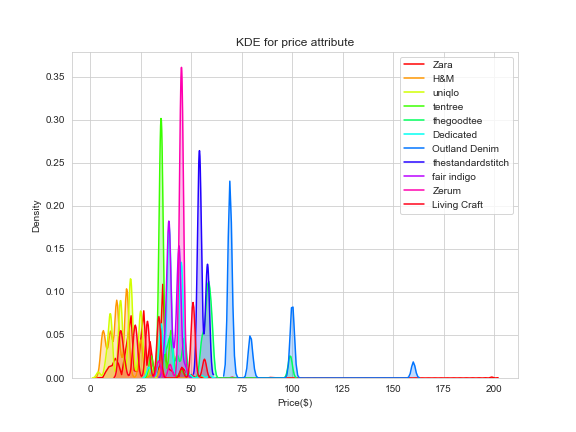 KDE for price attribute
Zara
H&M
uniqlo
tentree
thegoodtee
Dedicated
Outland Denim
thestandardstitch
fair indigo
Zerum
Living Craft
0.35
0.30
0.25
0.20
0.15
0.10
0.05
0.00
Density
0 25 50 75 100 125 150 175 200
Price($)